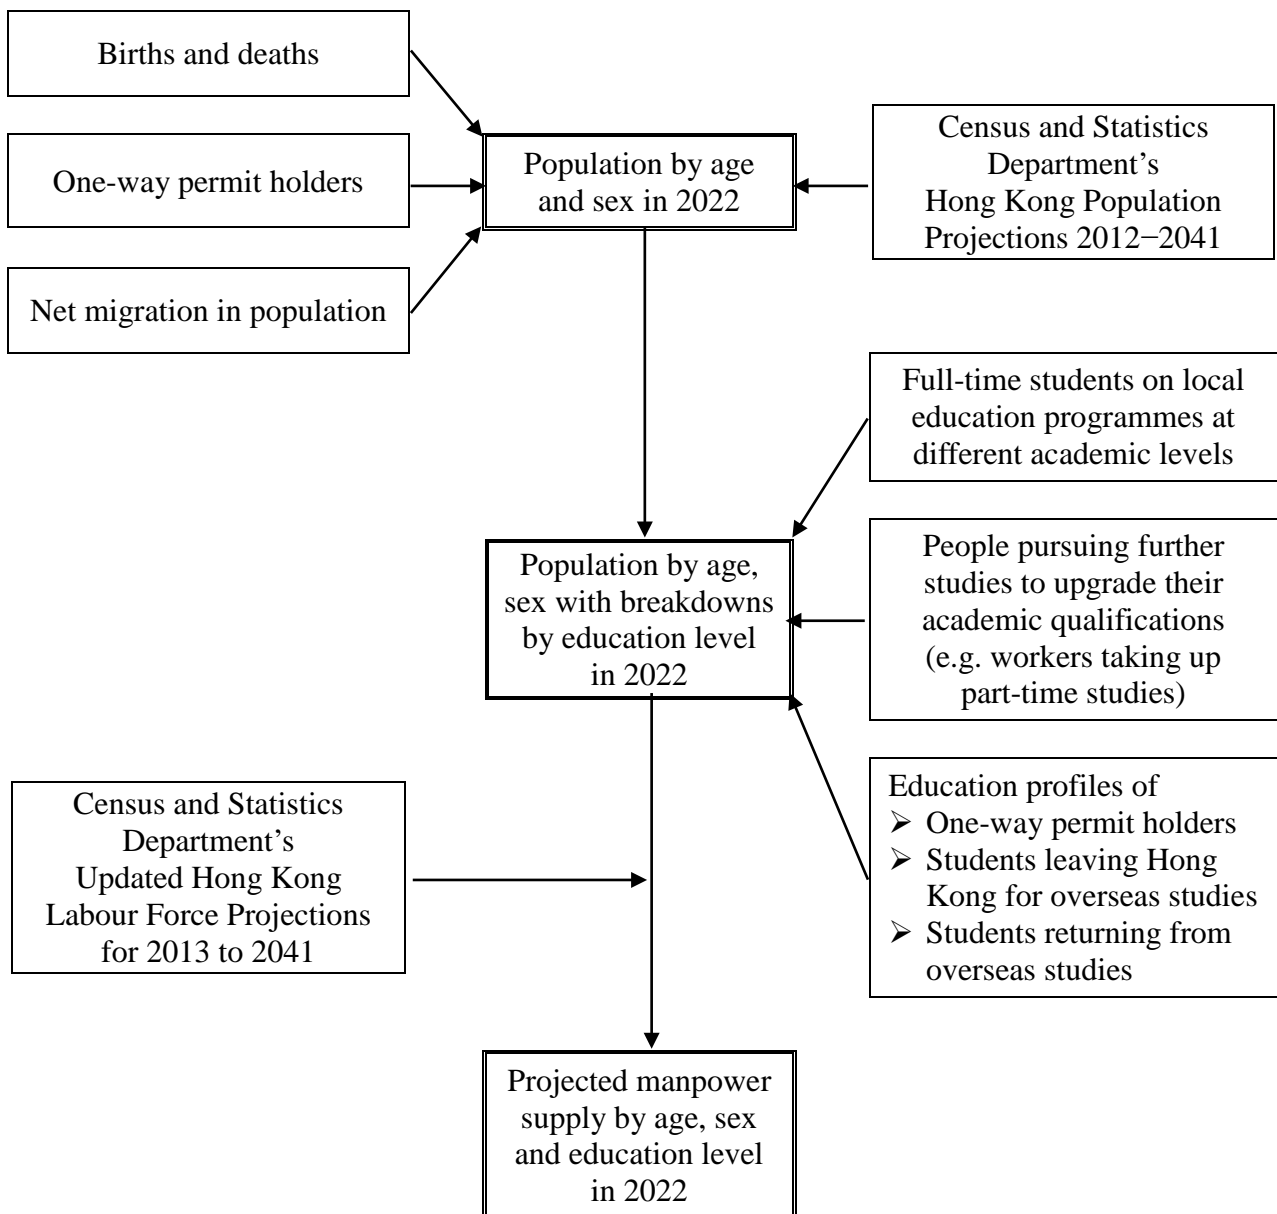 Births and deaths
One-way permit holders
Net migration in population
Population by age
and sex in 2022
Census and Statistics
Department’s
Hong Kong Population
Projections 2012−2041
Full-time students on local
education programmes at
different academic levels
Population by age,
sex with breakdowns
by education level
in 2022
People pursuing further
studies to upgrade their
academic qualifications
(e.g. workers taking up
part-time studies)
Education profiles of
➢ One-way permit holders
➢ Students leaving Hong
Kong for overseas studies
➢ Students returning from
overseas studies
Census and Statistics
Department’s
Updated Hong Kong
Labour Force Projections
for 2013 to 2041
Projected manpower
supply by age, sex
and education level
in 2022